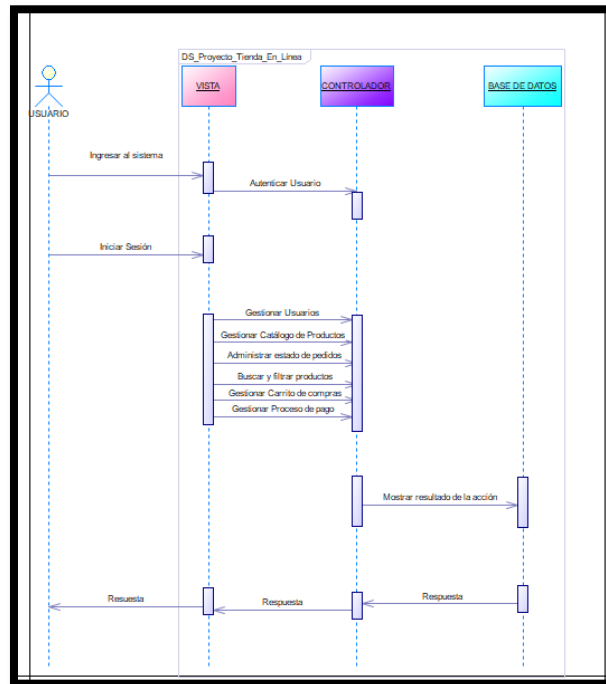 DS_Proyecto_Tienda_En_Linea
VISTA
CONTROLADOR
BASE DE DATOS
USUARIO
Ingresar al sistema
Autenticar Usuario
Iniciar Sesión
Gestionar Usuarios
Gestionar Catálogo de Productos
Administrar estado de pedidos
Buscar y filtrar productos
Gestionar Carrito de compras
Gestionar Proceso de pago
Mostrar resultado de la acción
Resuesta
Respuesta
Respuesta